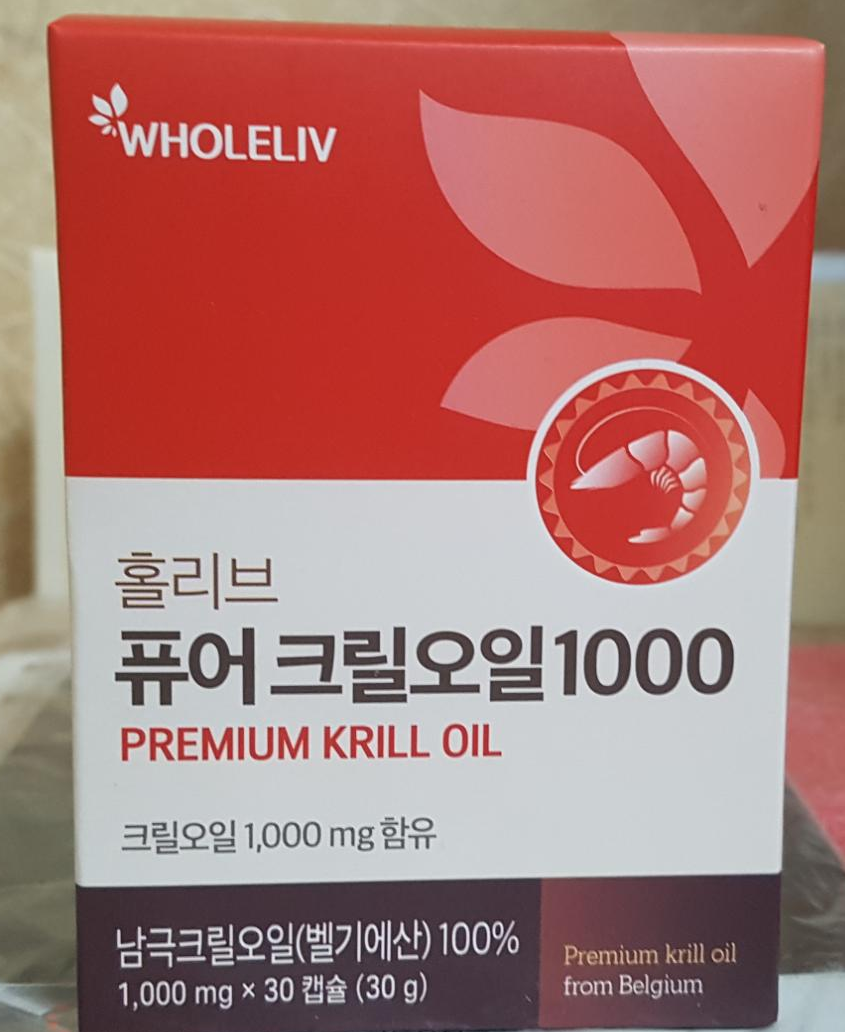 WHOLELIV
홀리브
퓨어 크릴오일1000
PREMIUM KRILL OIL
크릴오일 1,000 mg 함유
남극크릴오일(벨기에산) 100%
1,000 mg × 30 캡슐 (30 g)
Premium krill oil
from Belgium